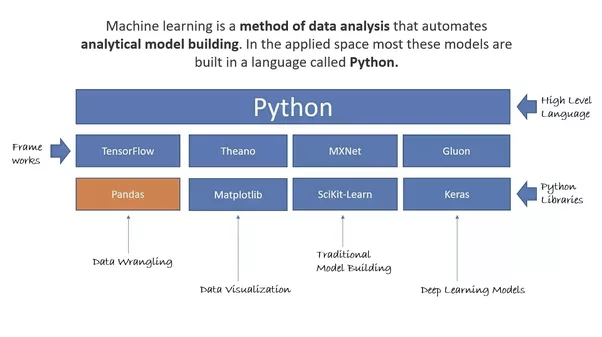 Machine learning is a method of data analysis that automates
analytical model building. In the applied space most these models are
built in a language called Python.
Python
High Level
Language
Frame
works
TensorFlow
Theano
MXNet
Gluon
Pandas
Matplotlib
SciKit-Learn
Keras
Python
Libraries
Data Wrangling
Data Visualization
Traditional
Model Building
Deep Learning Models